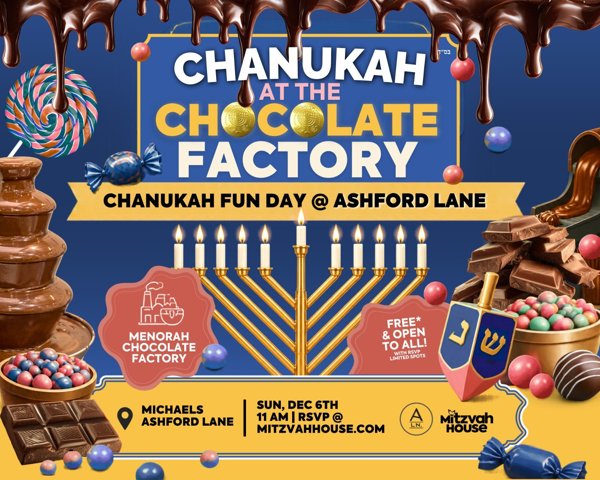 בס״ד
CHANUKAH
AT THE
CHOCOLATE
FACTORY
CHANUKAH FUN DAY @ ASHFORD LANE
MENORAH
CHOCOLATE
FACTORY
FREE*
& OPEN
TO ALL!
WITH RSVP
LIMITED SPOTS
נ ש
MICHAELS
ASHFORD LANE
SUN, DEC 6TH
11 AM | RSVP @
MITZVAHHOUSE.COM
A
LN.
Mitzvah
House